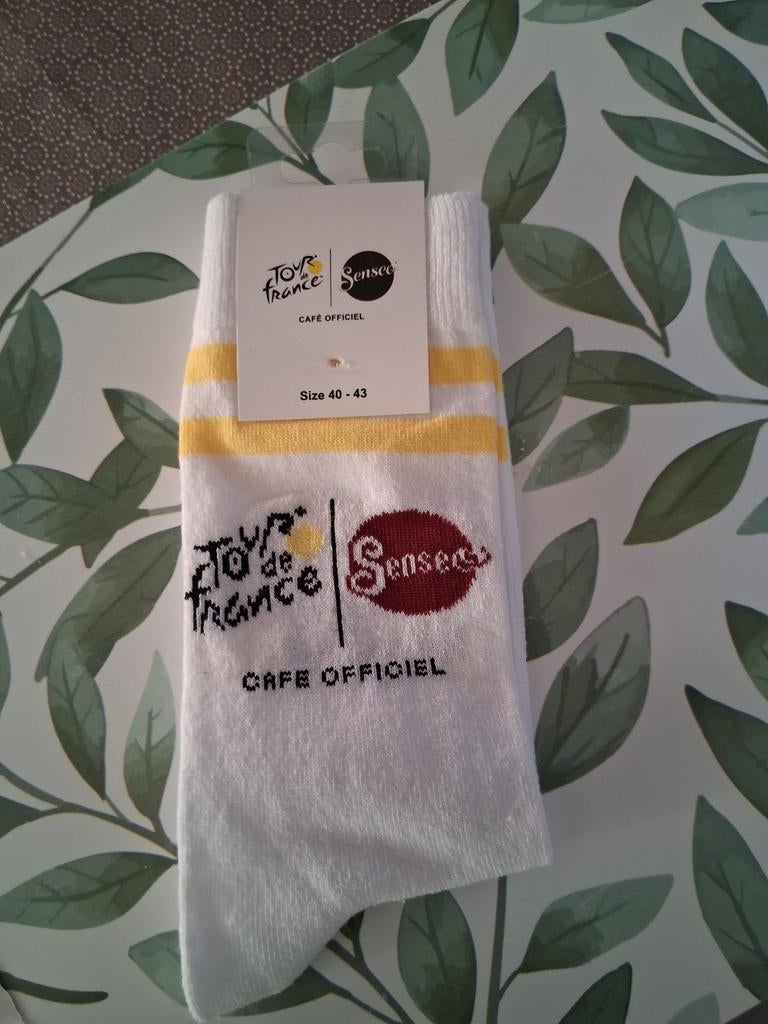 TOUR de france | Senseo
CAFÉ OFFICIEL
Size 40 - 43
TOUR
de
france
Senseo
CAFE OFFICIEL